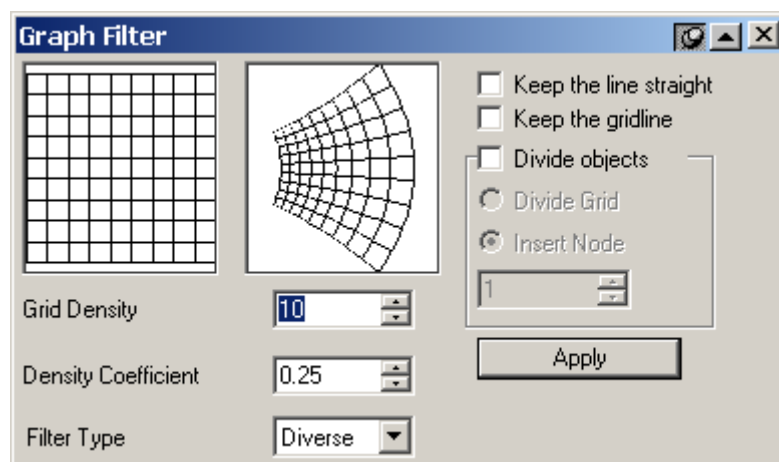 Graph Filter
Keep the line straight
Keep the gridline
Divide objects
Divide Grid
Insert Node
1
Grid Density 10
Apply
Density Coefficient 0.25
Filter Type Diverse